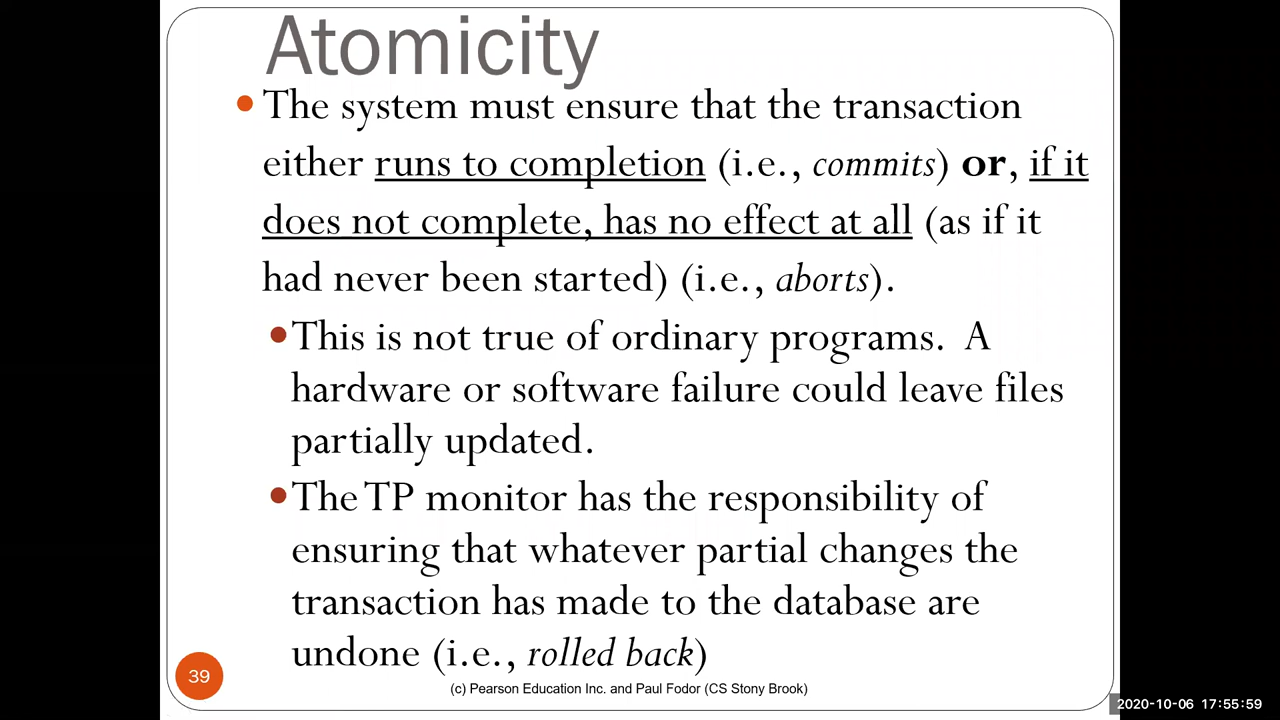 Atomicity
• The system must ensure that the transaction
either runs to completion (i.e., commits) or, if it
does not complete, has no effect at all (as if it
had never been started) (i.e., aborts).
• This is not true of ordinary programs. A
hardware or software failure could leave files
partially updated.
• The TP monitor has the responsibility of
ensuring that whatever partial changes the
transaction has made to the database are
undone (i.e., rolled back)
39
(c) Pearson Education Inc. and Paul Fodor (CS Stony Brook)
2020-10-06 17:55:59